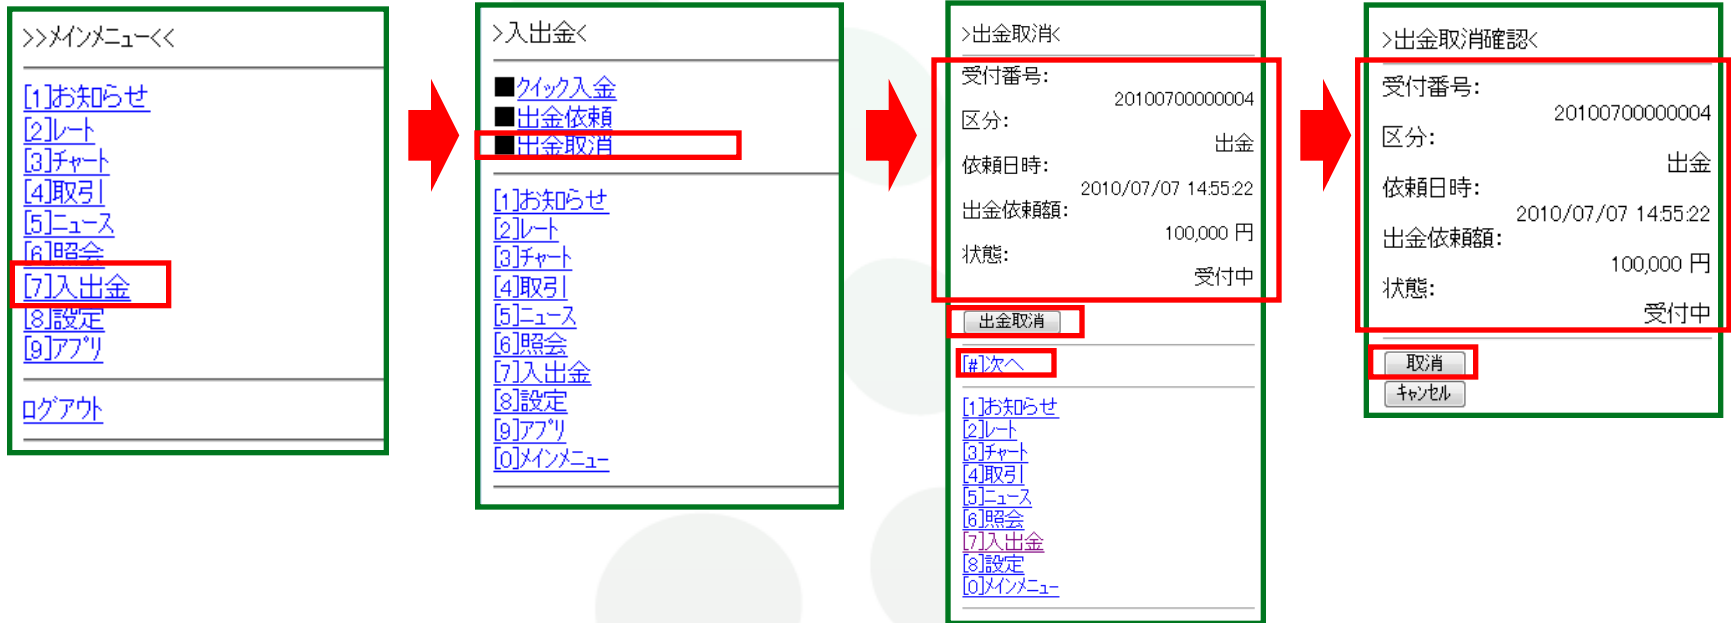 >>ﾒｲﾝﾒﾆｭｰ<<
[1]お知らせ
[2]ﾚｰﾄ
[3]ﾁｬｰﾄ
[4]取引
[5]ﾆｭｰｽ
[6]照会
[7]入出金
[8]設定
[9]ｱﾌﾟﾘ
ﾛｸﾞｱｳﾄ
>入出金<
■ｸｲｯｸ入金
■出金依頼
■出金取消
[1]お知らせ
[2]ﾚｰﾄ
[3]ﾁｬｰﾄ
[4]取引
[5]ﾆｭｰｽ
[6]照会
[7]入出金
[8]設定
[9]ｱﾌﾟﾘ
[0]ﾒｲﾝﾒﾆｭｰ
>出金取消<
受付番号:
20100700000004
区分:
出金
依頼日時:
2010/07/07 14:55:22
出金依頼額:
100,000 円
状態:
受付中
出金取消
[#]次へ
[1]お知らせ
[2]ﾚｰﾄ
[3]ﾁｬｰﾄ
[4]取引
[5]ﾆｭｰｽ
[6]照会
[7]入出金
[8]設定
[0]ﾒｲﾝﾒﾆｭｰ
>出金取消確認<
受付番号:
20100700000004
区分:
出金
依頼日時:
2010/07/07 14:55:22
出金依頼額:
100,000 円
状態:
受付中
取消
ｷｬﾝｾﾙ